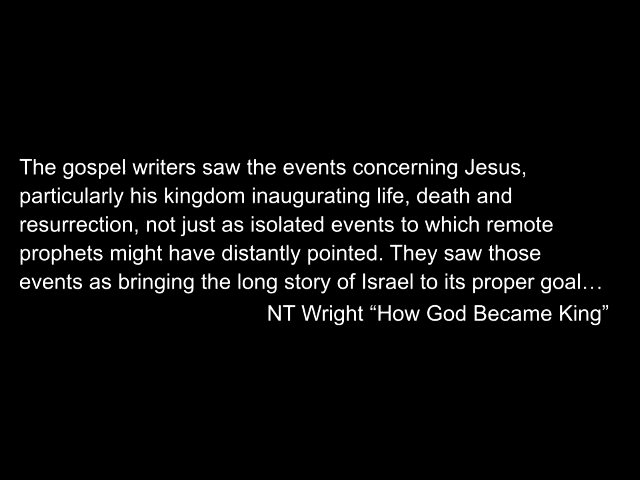 The gospel writers saw the events concerning Jesus,
particularly his kingdom inaugurating life, death and
resurrection, not just as isolated events to which remote
prophets might have distantly pointed. They saw those
events as bringing the long story of Israel to its proper goal…
NT Wright “How God Became King”